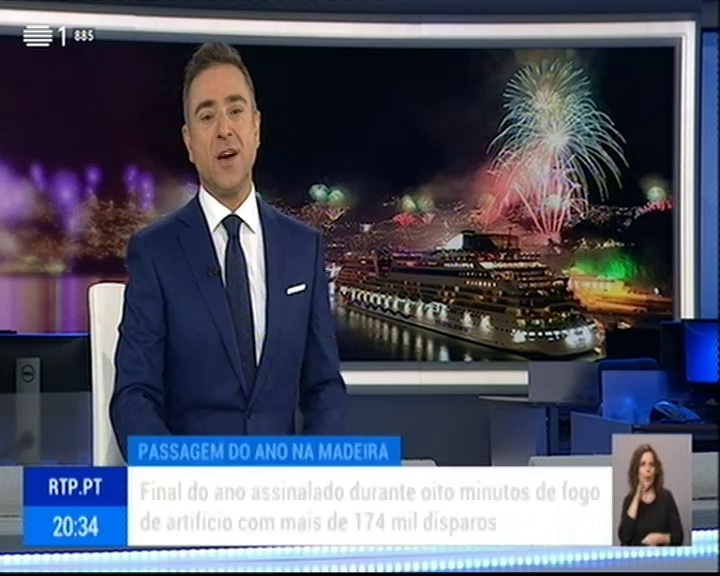 1 885
PASSAGEM DO ANO NA MADEIRA
RTP.PT
Final do ano assinalado durante oito minutos de fogo
20:34
de artifício com mais de 174 mil disparos